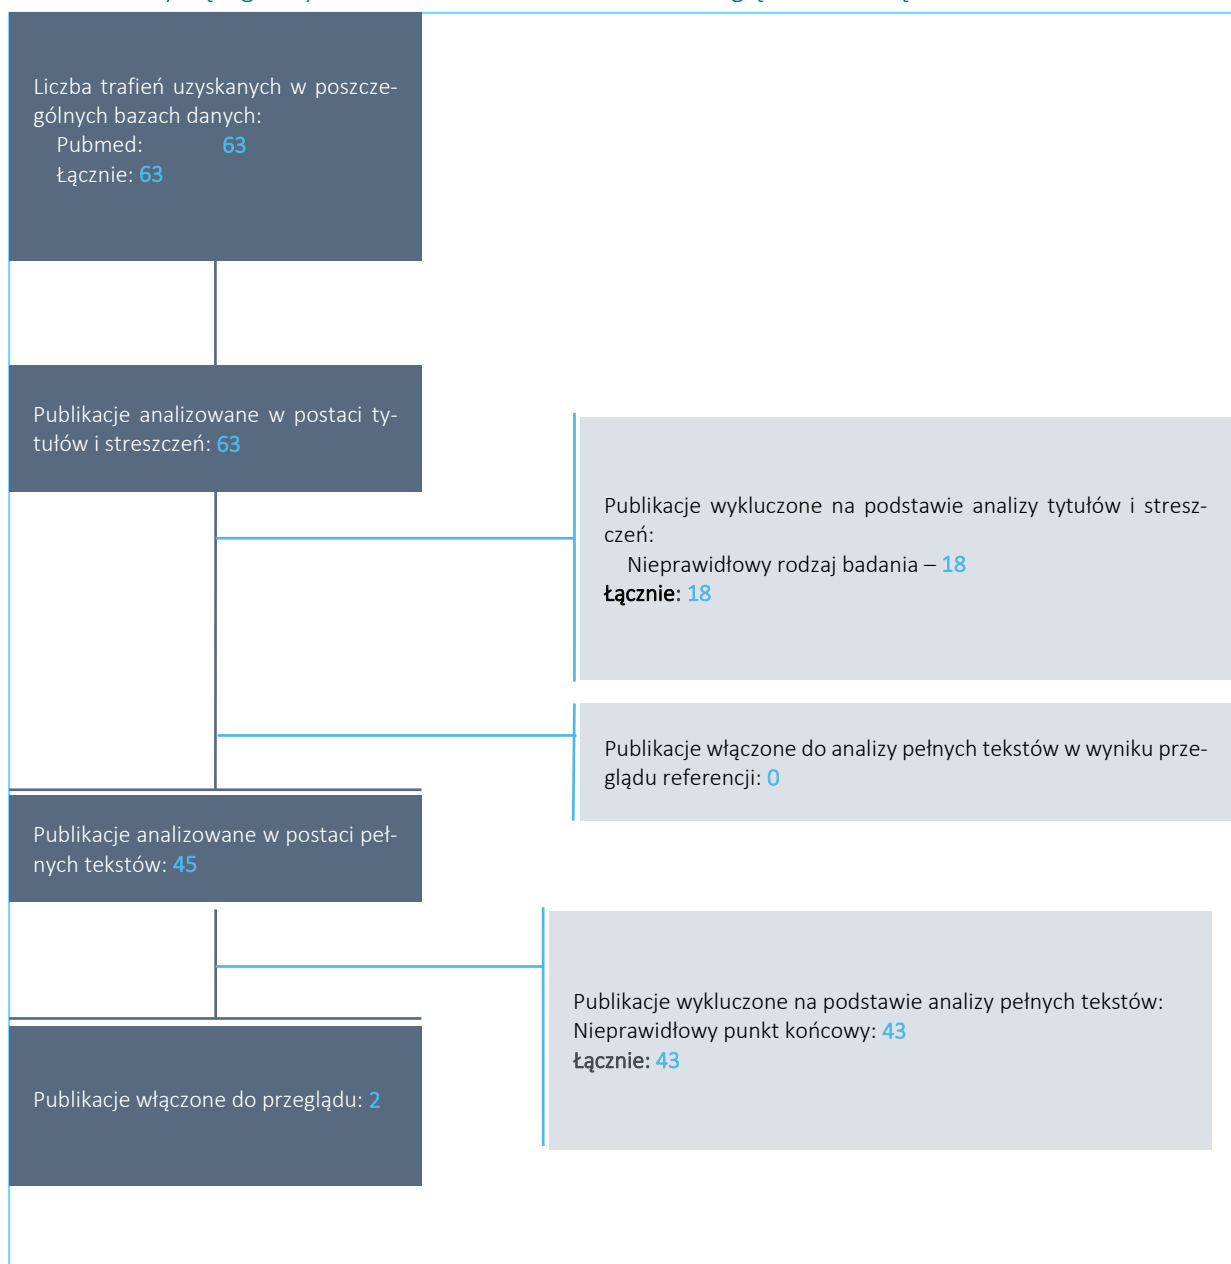 Liczba trafień uzyskanych w poszcze-
gólnych bazach danych:
Pubmed: 63
Łącznie: 63
Publikacje analizowane w postaci ty-
tułów i streszczeń: 63
Publikacje wykluczone na podstawie analizy tytułów i stresz-
czeń:
Nieprawidłowy rodzaj badania – 18
Łącznie: 18
Publikacje włączone do analizy pełnych tekstów w wyniku prze-
glądu referencji: 0
Publikacje analizowane w postaci peł-
nych tekstów: 45
Publikacje wykluczone na podstawie analizy pełnych tekstów:
Nieprawidłowy punkt końcowy: 43
Łącznie: 43
Publikacje włączone do przeglądu: 2